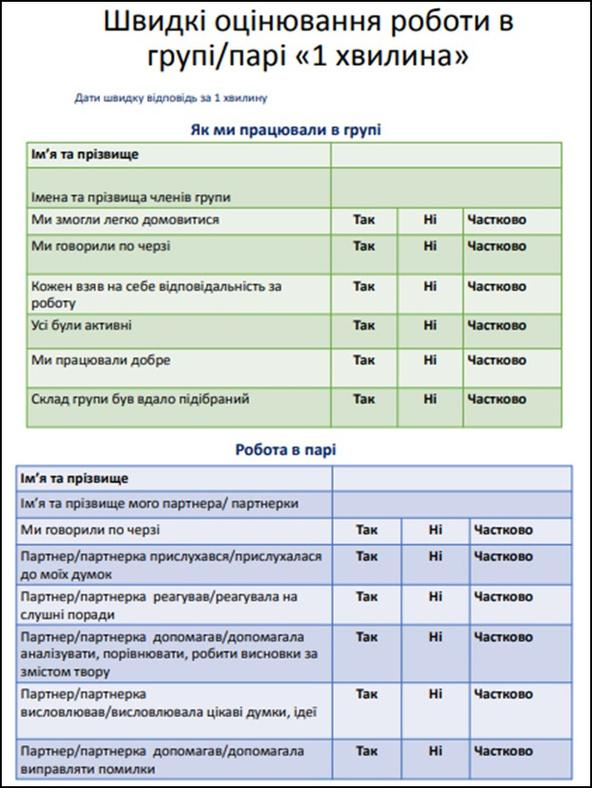 Швидкі оцінювання роботи в
групі/парі «1 хвилина»
Дати швидку відповідь за 1 хвилину
Як ми працювали в групі
Ім’я та прізвище
Імена та прізвища членів групи
Ми змогли легко домовитися Так Ні Частково
Ми говорили по черзі Так Ні Частково
Кожен взяв на себе відповідальність за Так Ні Частково
роботу
Усі були активні Так Ні Частково
Ми працювали добре Так Ні Частково
Склад групи був вдало підібраний Так Ні Частково
Робота в парі
Ім’я та прізвище
Ім’я та прізвище мого партнера/ партнерки
Ми говорили по черзі Так Ні Частково
Партнер/партнерка прислухався/прислухалася Так Ні Частково
до моїх думок
Партнер/партнерка реагував/реагувала на Так Ні Частково
слушні поради
Партнер/партнерка допомагав/допомагала Так Ні Частково
аналізувати, порівнювати, робити висновки за
змістом твору
Партнер/партнерка Так Ні Частково
висловлював/висловлювала цікаві думки, ідеї
Партнер/партнерка допомагав/допомагала Так Ні Частково
виправляти помилки